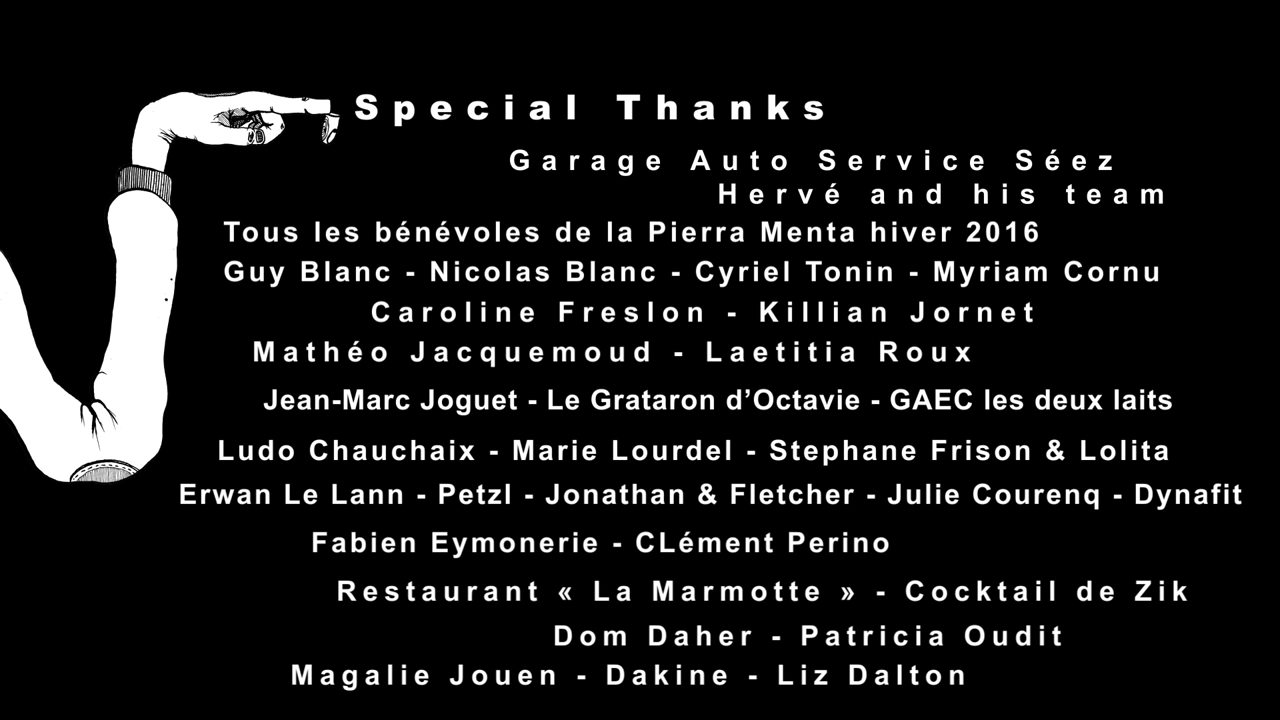 Special Thanks
Garage Auto Service Séez
Hervé and his team
Tous les bénévoles de la Pierra Menta hiver 2016
Guy Blanc - Nicolas Blanc - Cyriel Tonin - Myriam Cornu
Caroline Freslon - Killian Jornet
Mathéo Jacquemoud - Laetitia Roux
Jean-Marc Joguet - Le Grataron d’Octavie - GAEC les deux laits
Ludo Chauchaix - Marie Lourdel - Stephane Frison & Lolita
Erwan Le Lann - Petzl - Jonathan & Fletcher - Julie Courenq - Dynafit
Fabien Eymonerie - CLément Perino
Restaurant « La Marmotte » - Cocktail de Zik
Dom Daher - Patricia Oudit
Magalie Jouen - Dakine - Liz Dalton